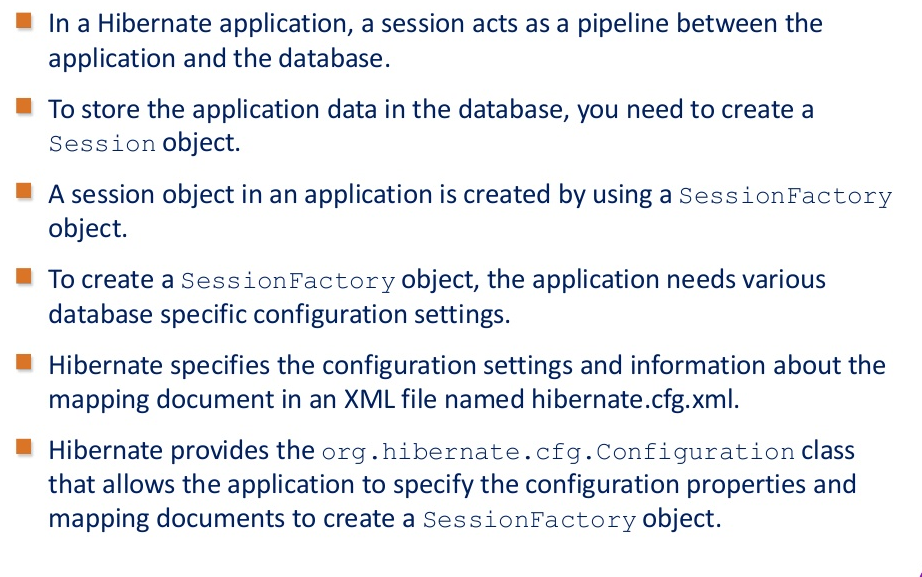 In a Hibernate application, a session acts as a pipeline between the
application and the database.
To store the application data in the database, you need to create a
Session object.
A session object in an application is created by using a SessionFactory
object.
To create a SessionFactory object, the application needs various
database specific configuration settings.
Hibernate specifies the configuration settings and information about the
mapping document in an XML file named hibernate.cfg.xml.
Hibernate provides the org.hibernate.cfg.Configuration class
that allows the application to specify the configuration properties and
mapping documents to create a SessionFactory object.